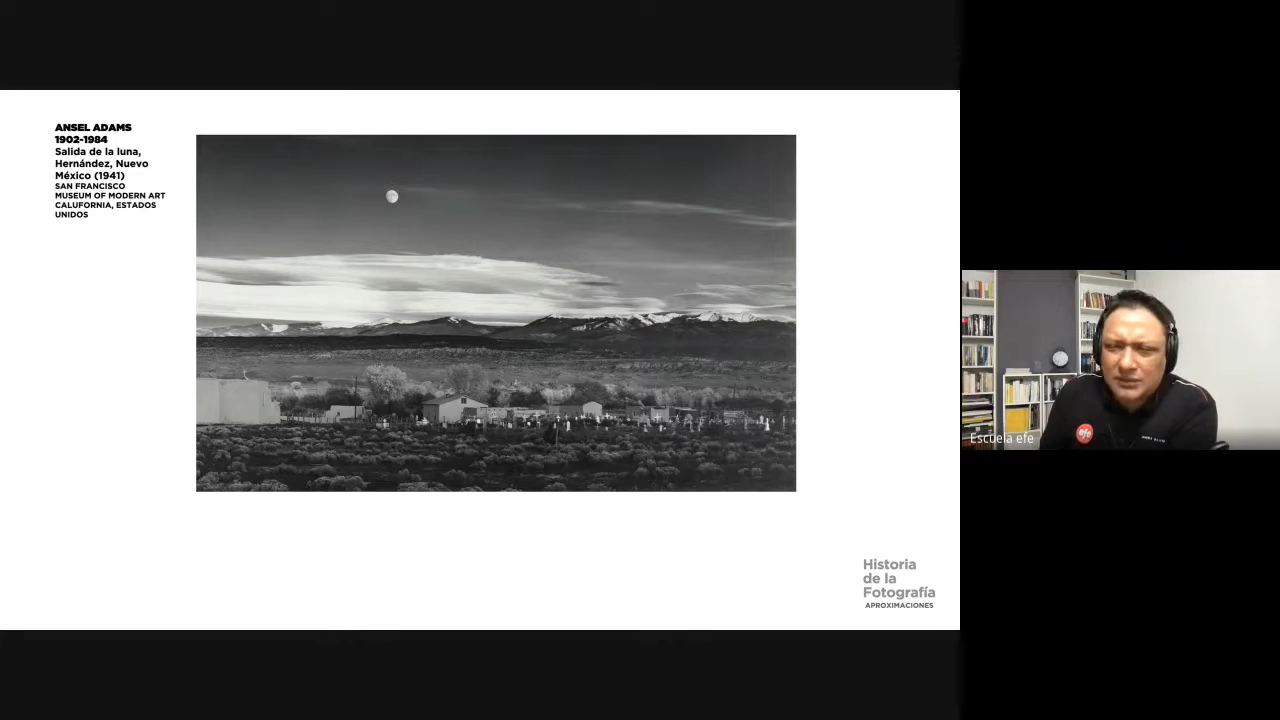 ANSEL ADAMS
1902-1984
Salida de la luna,
Hernández, Nuevo
México (1941)
SAN FRANCISCO
MUSEUM OF MODERN ART
CALUFORNIA, ESTADOS
UNIDOS
Escuela efe
efe
Historia
de la
Fotografía
APROXIMACIONES